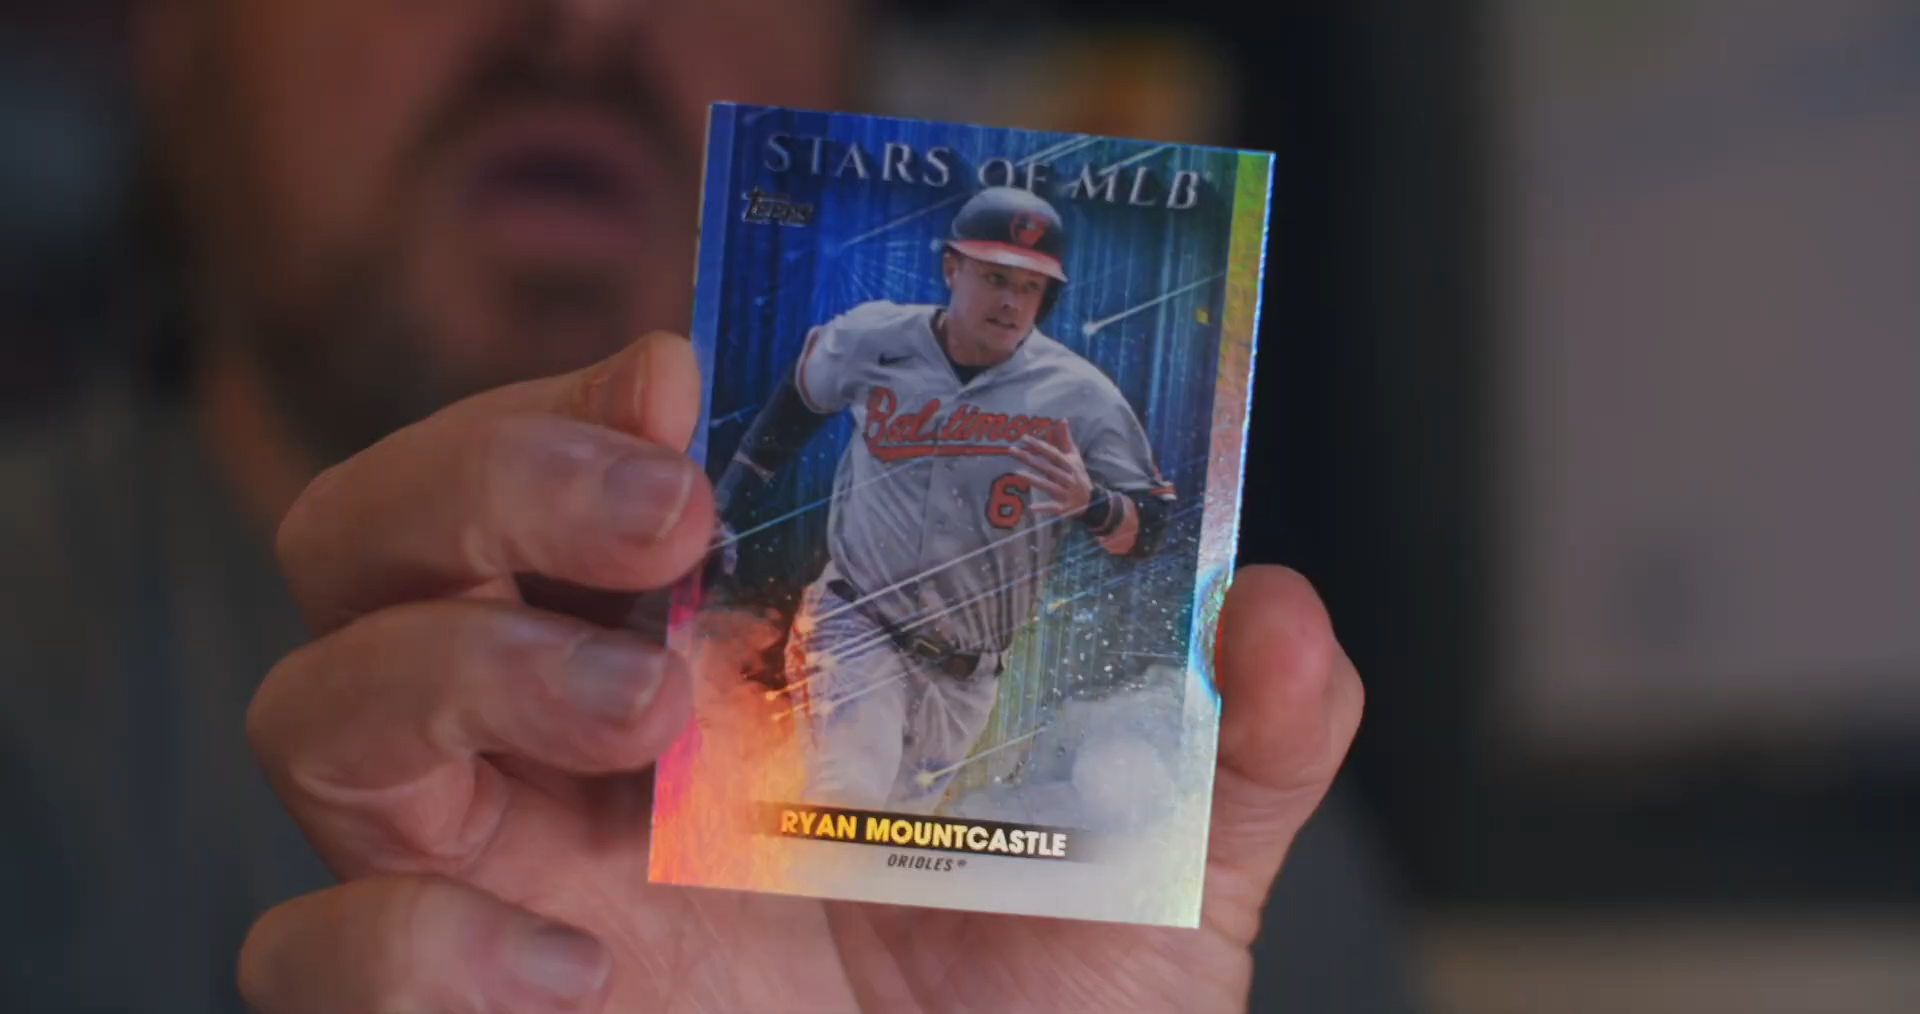 STARS OF MLB
Topps
Baltimore
6
RYAN MOUNTCASTLE
ORIOLES®